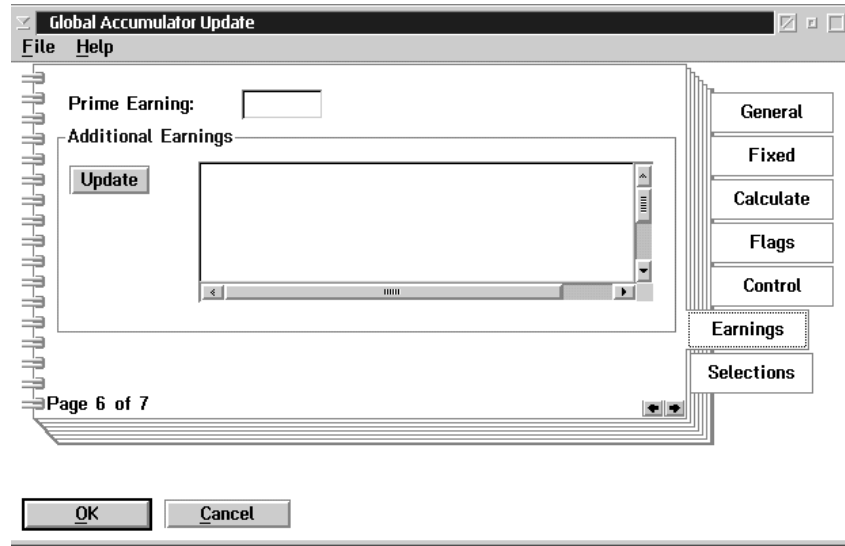 Global Accumulator Update
File Help
Prime Earning:
Additional Earnings
Update
General
Fixed
Calculate
Flags
Control
Earnings
Selections
Page 6 of 7
OK Cancel